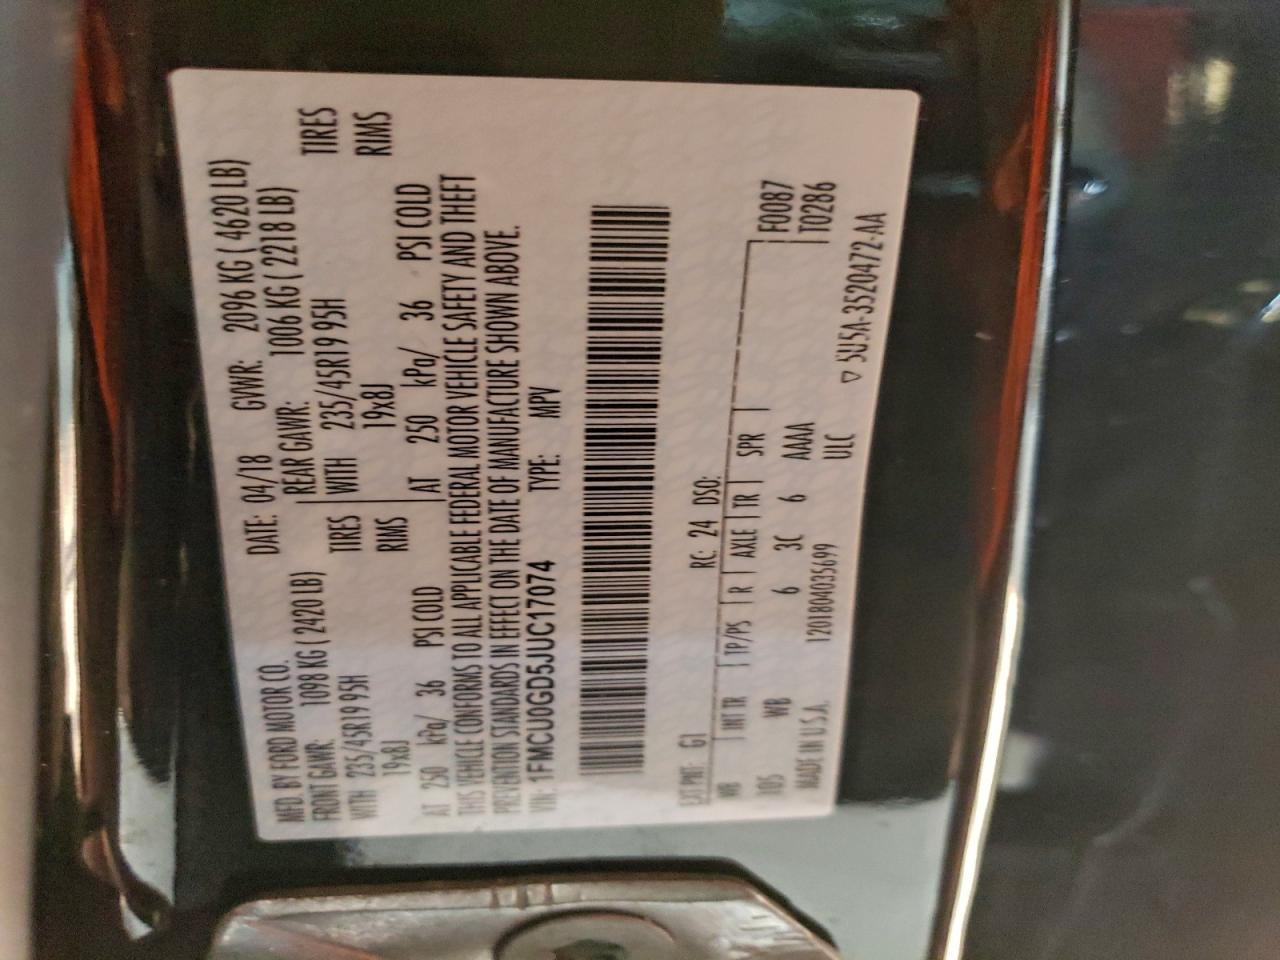 MFD. BY FORD MOTOR CO.
DATE: 04/18 GVWR: 2096 KG ( 4620 LB)
FRONT GAWR: 1098 KG ( 2420 LB)
REAR GAWR: 1006 KG ( 2218 LB)
WITH 235/45R19 95H TIRES
WITH 235/45R19 95H TIRES
19x8J RIMS
19x8J RIMS
AT 250 kPa/ 36 PSI COLD
AT 250 kPa/ 36 PSI COLD
THIS VEHICLE CONFORMS TO ALL APPLICABLE FEDERAL MOTOR VEHICLE SAFETY AND THEFT
PREVENTION STANDARDS IN EFFECT ON THE DATE OF MANUFACTURE SHOWN ABOVE.
VIN: 1FMCU0GD5JUC17074 TYPE: MPV
EXT PNT: G1 RC: 24 DSO:
WB INT TR TP/PS R AXLE TR SPR F0087
105 WB 6 3C 6 AAAA T0286
MADE IN U.S.A. 1201804035699 ULC
▽ 5U5A-3520472-AA